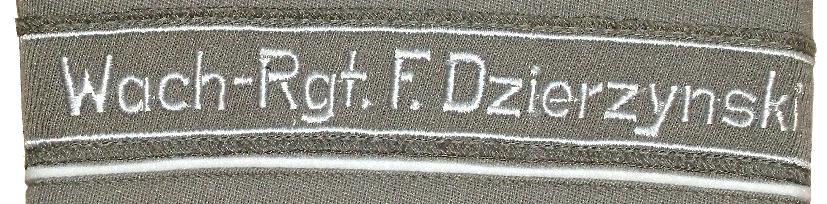 Wach-Rgt. F. Dzierzynski